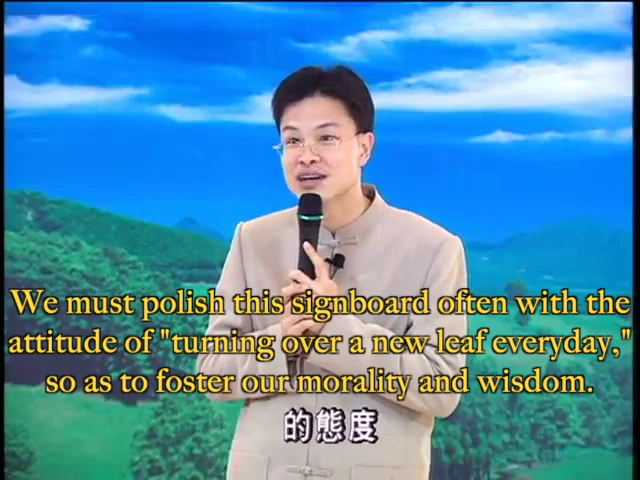 We must polish this signboard often with the
attitude of "turning over a new leaf everyday,"
so as to foster our morality and wisdom.
的態度